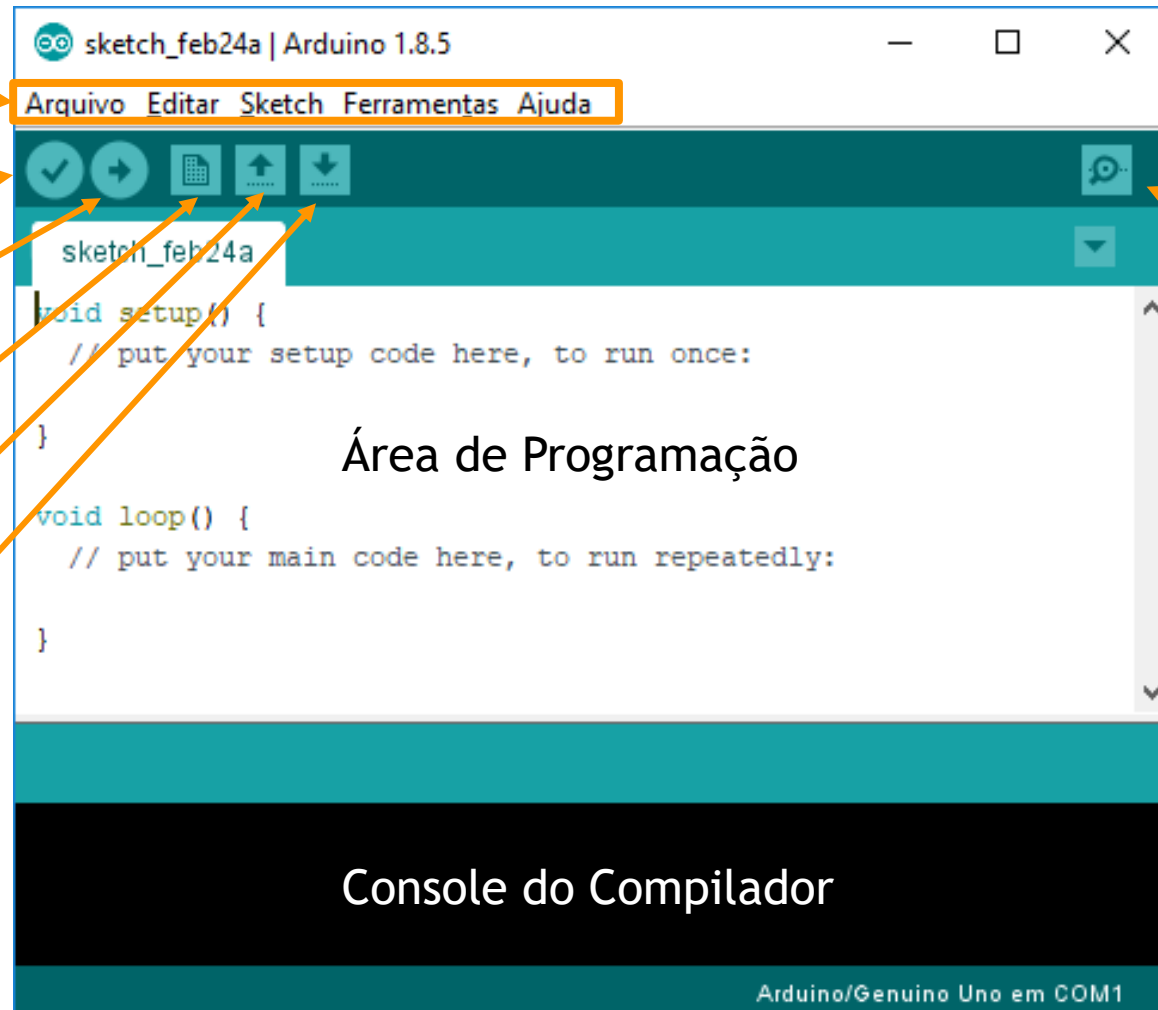 sketch_feb24a | Arduino 1.8.5
Arquivo Editar Sketch Ferramentas Ajuda
sketch_feb24a
void setup() {
// put your setup code here, to run once:
}
Área de Programação
void loop() {
// put your main code here, to run repeatedly:
}
Console do Compilador
Arduino/Genuino Uno em COM1